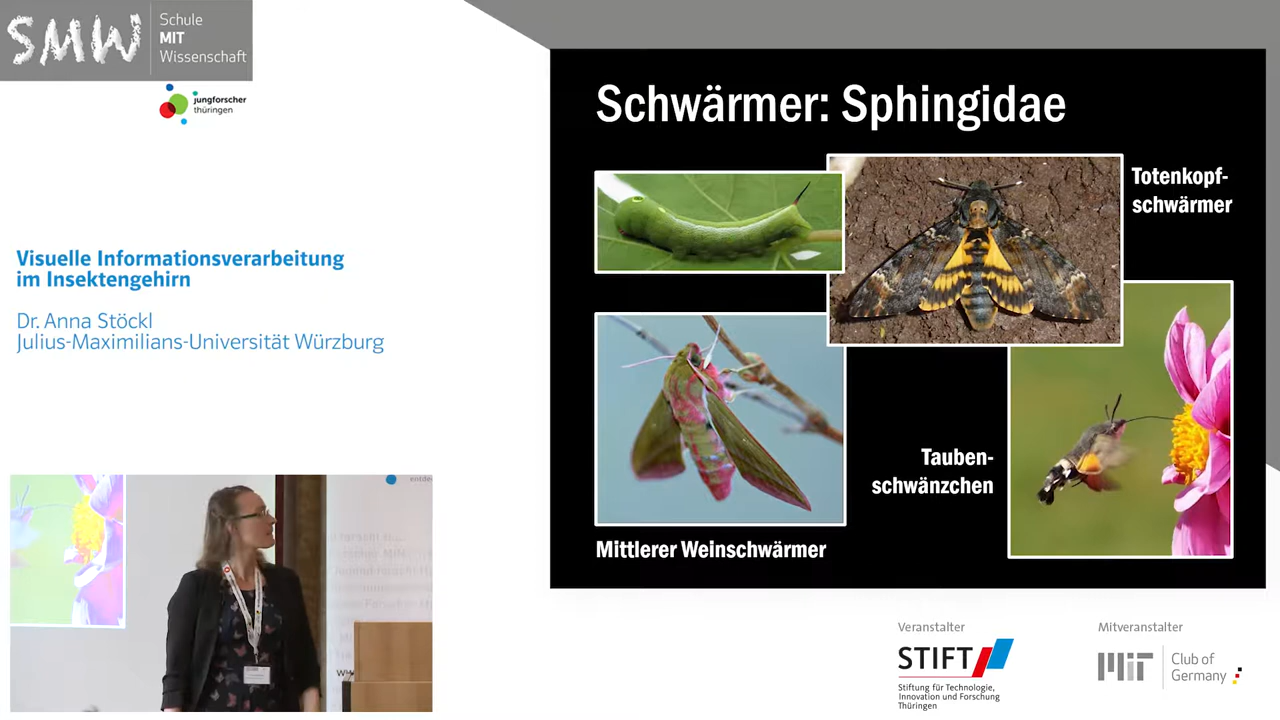 SMW
Schule
MIT
Wissenschaft
jungforscher
thüringen
Visuelle Informationsverarbeitung
im Insektengehirn
Dr. Anna Stöckl
Julius-Maximilians-Universität Würzburg
Schwärmer: Sphingidae
Totenkopf-
schwärmer
Tauben-
schwänzchen
Mittlerer Weinschwärmer
Veranstalter
STIFT
Stiftung für Technologie,
Innovation und Forschung
Thüringen
Mitveranstalter
MIT
Club of
Germany